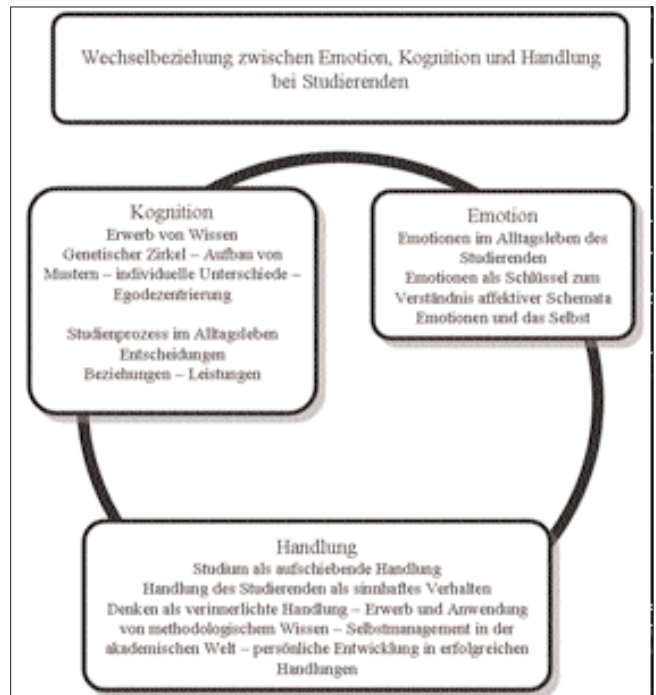 Wechselbeziehung zwischen Emotion, Kognition und Handlung
bei Studierenden
Kognition
Erwerb von Wissen
Genetischer Zirkel – Aufbau von
Mustern – individuelle Unterschiede –
Egodezentrierung
Studienprozess im Alltagsleben
Entscheidungen
Beziehungen – Leistungen
Emotion
Emotionen im Alltagsleben des
Studierenden
Emotionen als Schlüssel zum
Verständnis affektiver Schemata
Emotionen und das Selbst
Handlung
Studium als aufschiebende Handlung
Handlung des Studierenden als sinnhaftes Verhalten
Denken als verinnerlichte Handlung – Erwerb und Anwendung
von methodologischem Wissen – Selbstmanagement in der
akademischen Welt – persönliche Entwicklung in erfolgreichen
Handlungen